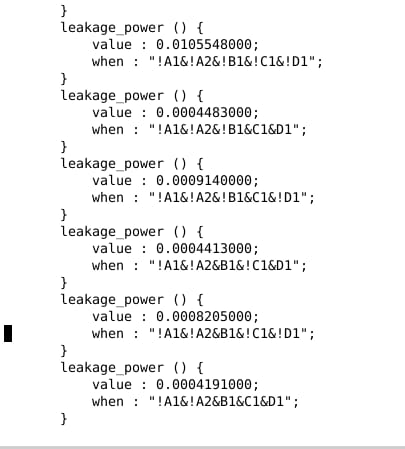 }
leakage_power () {
value : 0.0105548000;
when : "!A1&!A2&!B1&!C1&!D1";
}
leakage_power () {
value : 0.0004483000;
when : "!A1&!A2&!B1&C1&D1";
}
leakage_power () {
value : 0.0009140000;
when : "!A1&!A2&!B1&C1&!D1";
}
leakage_power () {
value : 0.0004413000;
when : "!A1&!A2&B1&!C1&D1";
}
leakage_power () {
value : 0.0008205000;
when : "!A1&!A2&B1&!C1&!D1";
}
leakage_power () {
value : 0.0004191000;
when : "!A1&!A2&B1&C1&D1";
}